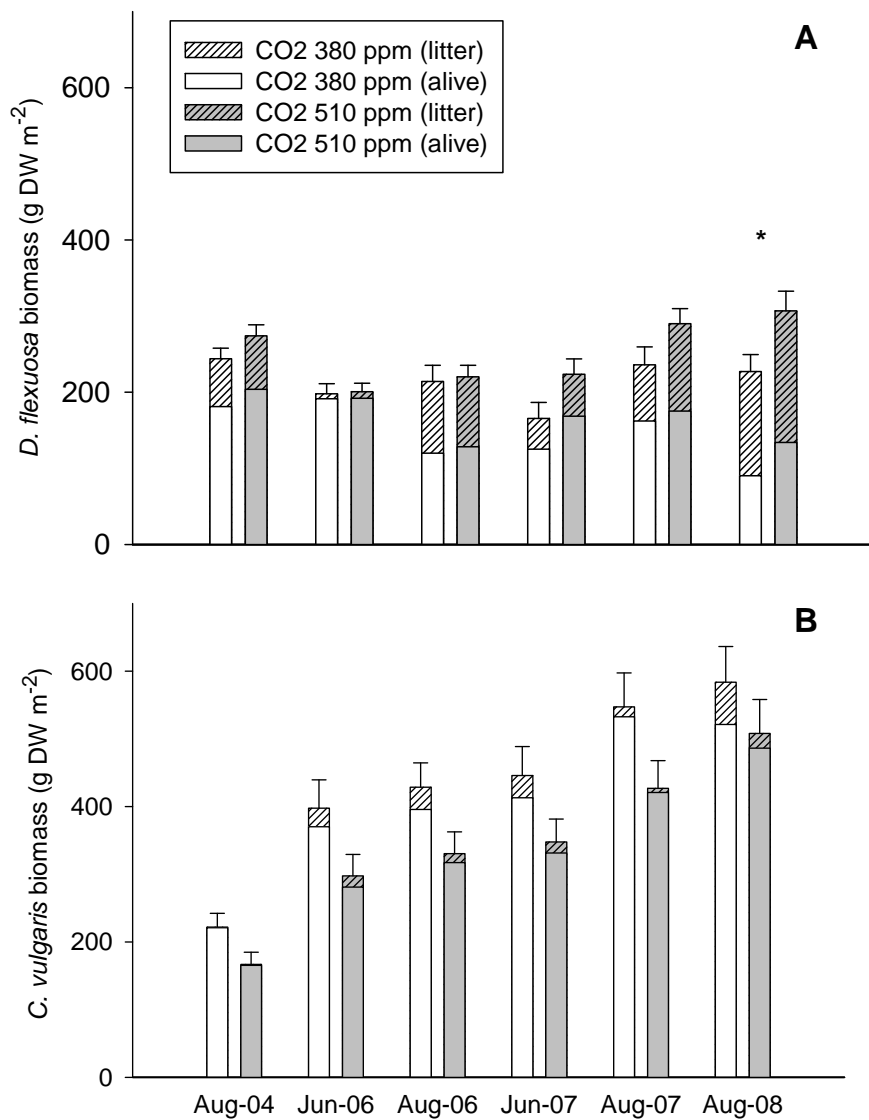 A
CO2 380 ppm (litter)
CO2 380 ppm (alive)
CO2 510 ppm (litter)
CO2 510 ppm (alive)
D. flexuosa biomass (g DW m-2)
600
400
200
0
*
B
C. vulgaris biomass (g DW m-2)
600
400
200
0
Aug-04 Jun-06 Aug-06 Jun-07 Aug-07 Aug-08